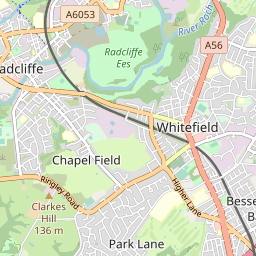 A6053
Radcliffe
Ees
River Roch
A56
adcliffe
Whitefield
Chapel Field
Ringley Road
Higher Lane
Clarkes
Hill
136 m
Besse
Ba
Park Lane